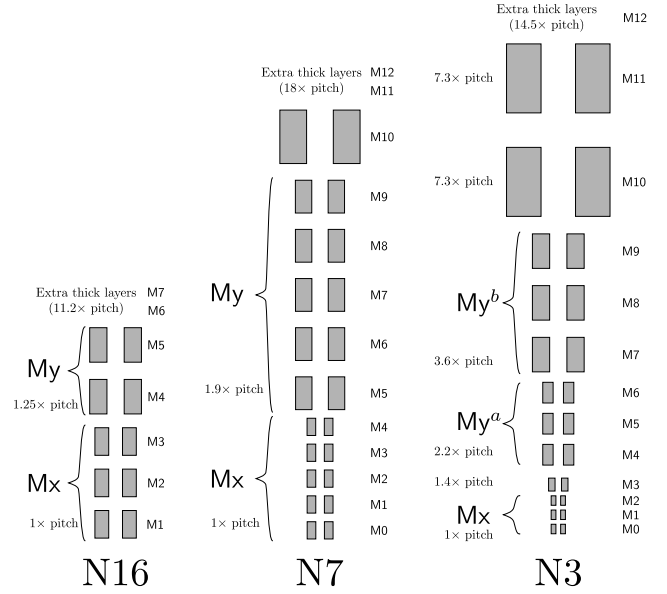 Extra thick layers
(11.2× pitch)
M7
M6
M5
My
M4
1.25× pitch
M3
Mx
M2
1× pitch
M1
N16
Extra thick layers
(18× pitch)
M12
M11
M10
M9
M8
My
M7
M6
1.9× pitch
M5
M4
M3
Mx
M2
M1
1× pitch
M0
N7
Extra thick layers
(14.5× pitch)
M12
7.3× pitch
M11
7.3× pitch
M10
M9
Myᵇ
M8
3.6× pitch
M7
M6
Myᵃ
M5
2.2× pitch
M4
1.4× pitch
M3
M2
Mx
M1
1× pitch
M0
N3